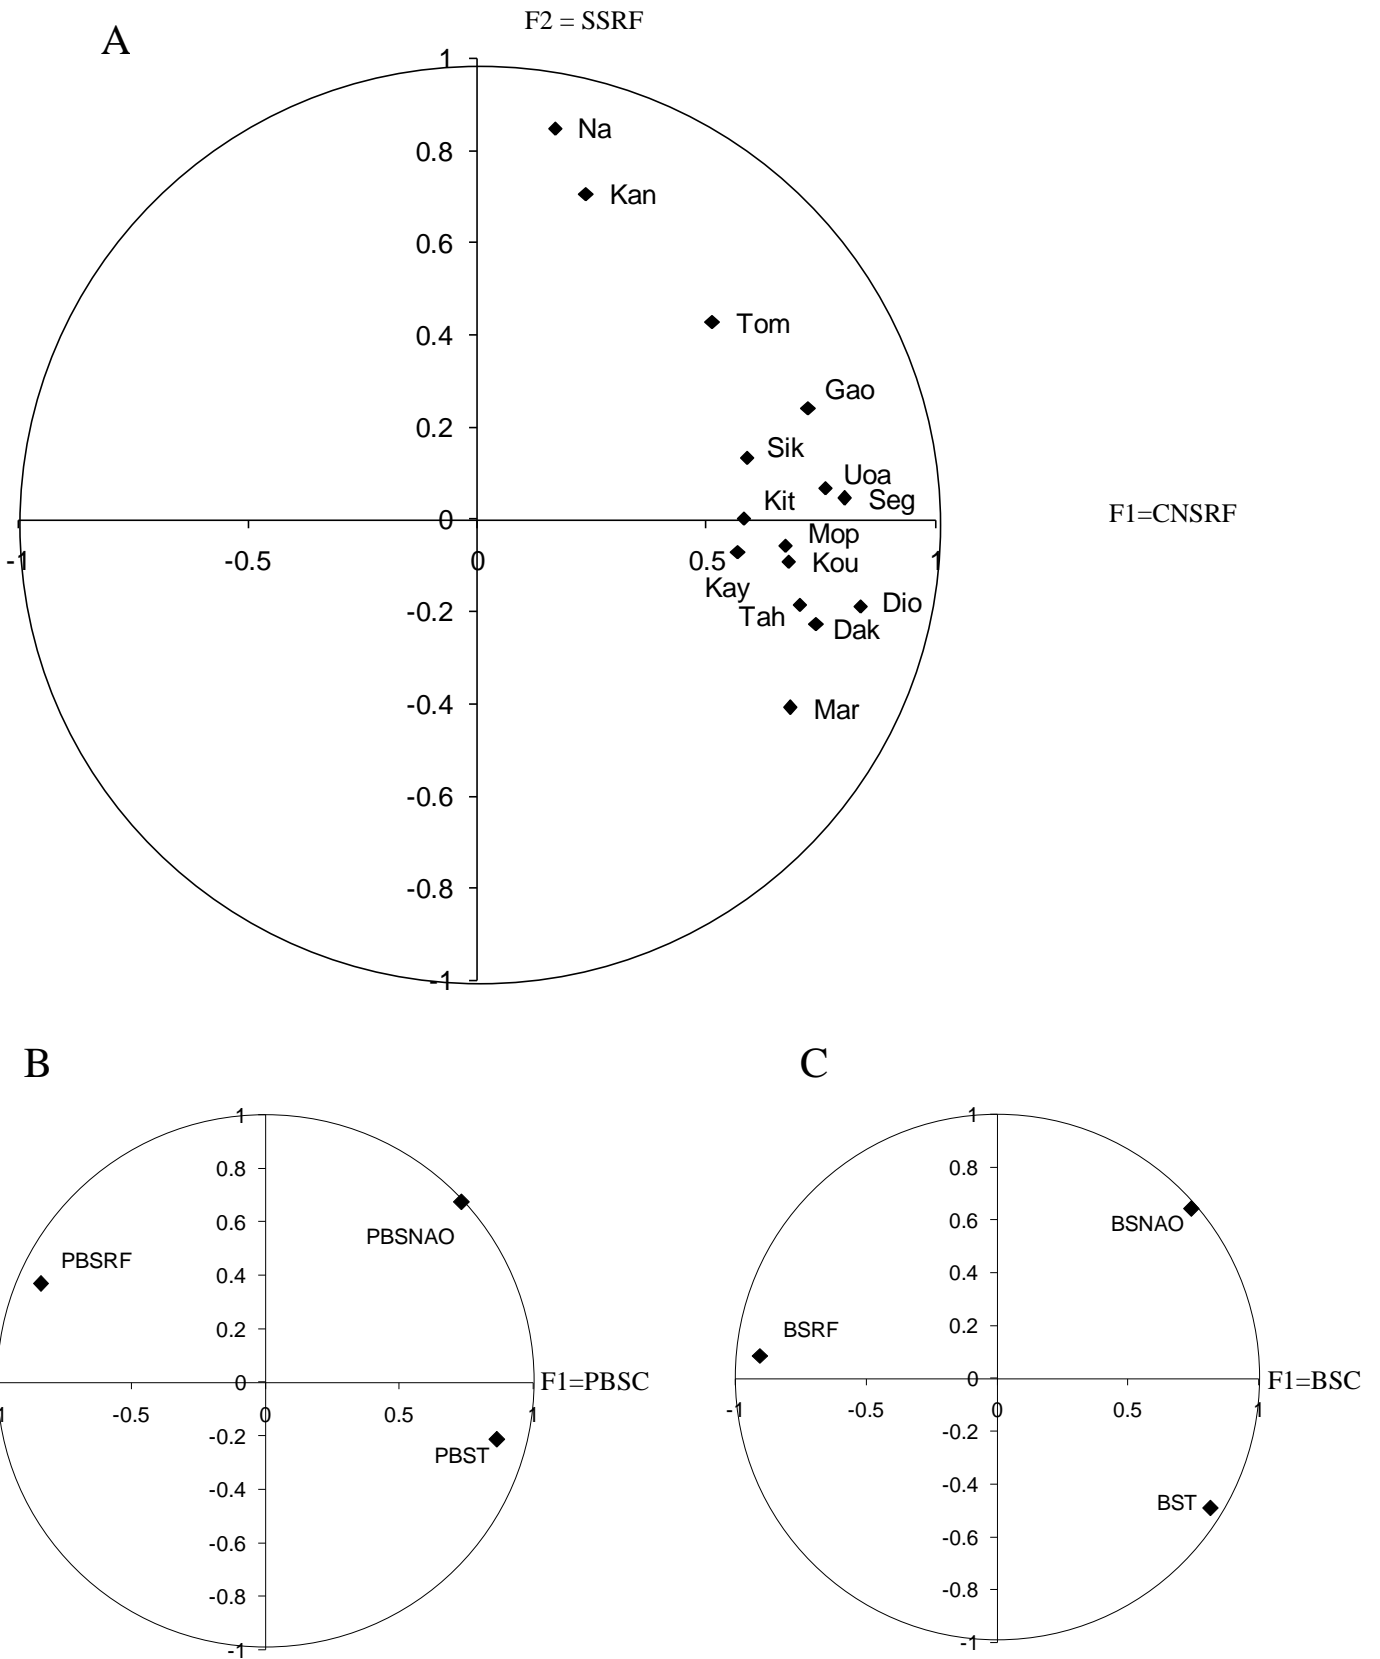 F2 = SSRF
A
1
Na
0.8
Kan
0.6
Tom
0.4
Gao
0.2
Sik
Uoa
Kit
Seg
0
F1=CNSRF
Mop
-1
-0.5
0
0.5
Kou
1
Kay
-0.2
Tah
Dio
Dak
-0.4
Mar
-0.6
-0.8
-1
B
1
0.8
PBSNAO
0.6
PBSRF
0.4
0.2
0
F1=PBSC
1
-0.5
0
0.5
1
-0.2
PBST
-0.4
-0.6
-0.8
-1
C
1
0.8
BSNAO
0.6
0.4
BSRF
0.2
0
F1=BSC
-1
-0.5
0
0.5
1
-0.2
-0.4
BST
-0.6
-0.8
-1